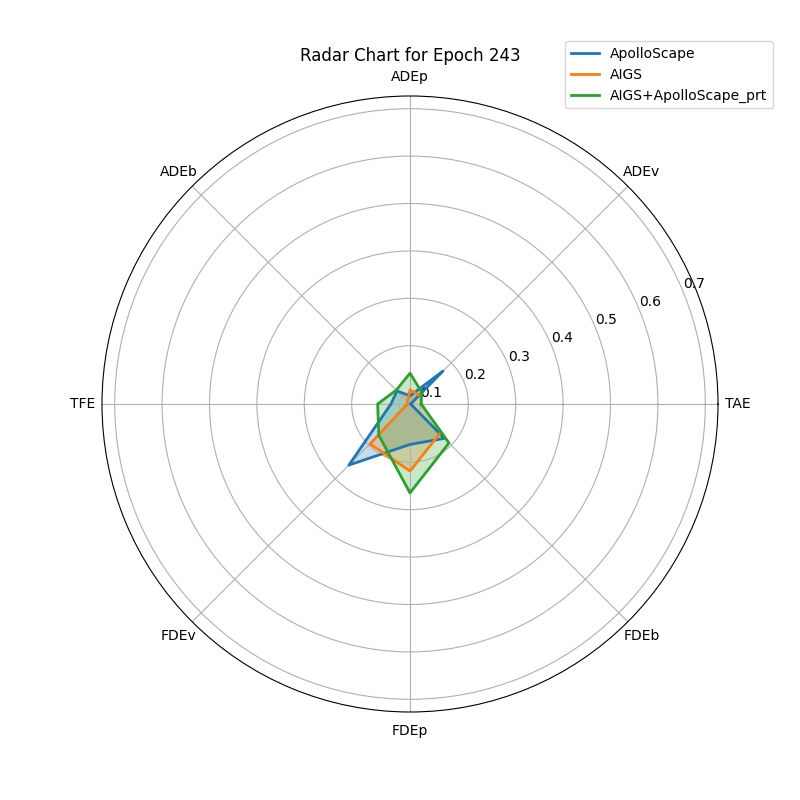 Radar Chart for Epoch 243
ApolloScape
AIGS
AIGS+ApolloScape_prt
ADEp
ADEb
ADEv
0.7
0.6
0.5
0.4
0.3
0.2
0.1
TFE
TAE
FDEv
FDEb
FDEp